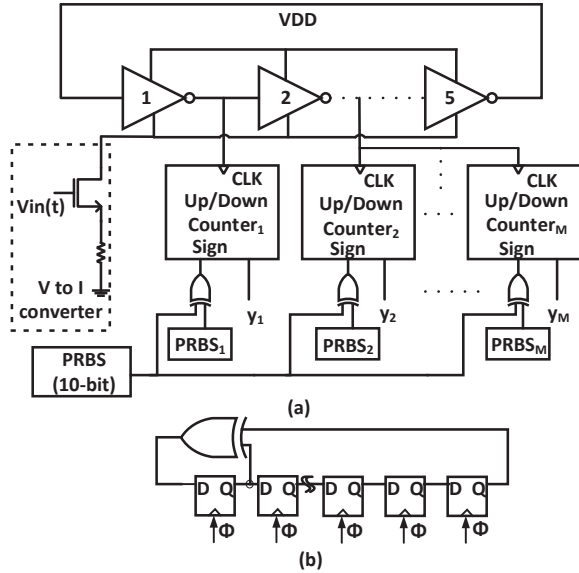 VDD
1 2 5
CLK Up/Down Counter₁ Sign
CLK Up/Down Counter₂ Sign
CLK Up/Down Counter_M Sign
Vin(t)
V to I
converter
y₁ y₂ y_M
PRBS₁ PRBS₂ PRBS_M
PRBS
(10-bit)
(a)
D Q D Q D Q D Q D Q
Φ Φ Φ Φ Φ
(b)